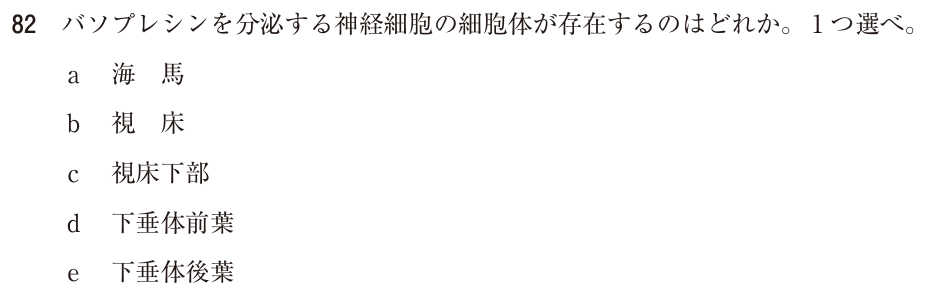 82 バソプレシンを分泌する神経細胞の細胞体が存在するのはどれか。1つ選べ。
a 海 馬
b 視 床
c 視床下部
d 下垂体前葉
e 下垂体後葉